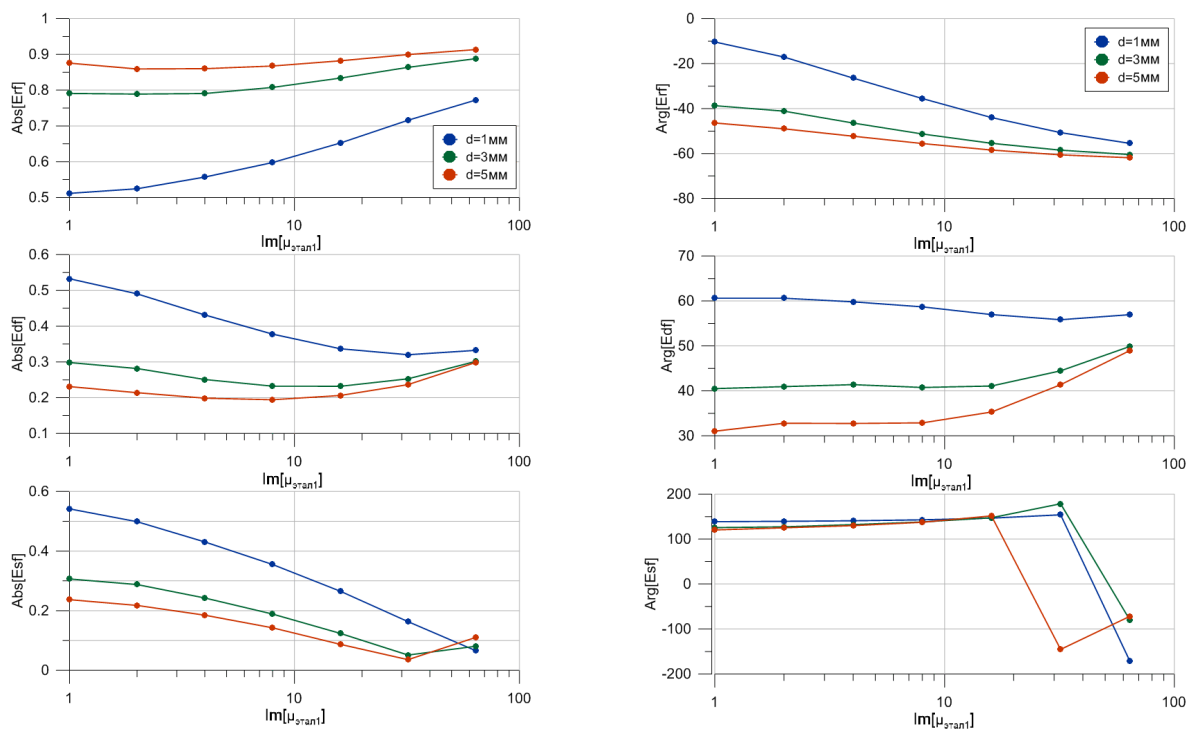 Abs[Erf]
1
0.9
0.8
0.7
0.6
0.5
d=1мм
d=3мм
d=5мм
1 10 100
Im[μэтал1]
Arg[Erf]
0
-20
-40
-60
-80
d=1мм
d=3мм
d=5мм
1 10 100
Im[μэтал1]
Abs[Edf]
0.6
0.5
0.4
0.3
0.2
0.1
1 10 100
Im[μэтал1]
Arg[Edf]
70
60
50
40
30
1 10 100
Im[μэтал1]
Abs[Esf]
0.6
0.4
0.2
0
1 10 100
Im[μэтал1]
Arg[Esf]
200
100
0
-100
-200
1 10 100
Im[μэтал1]